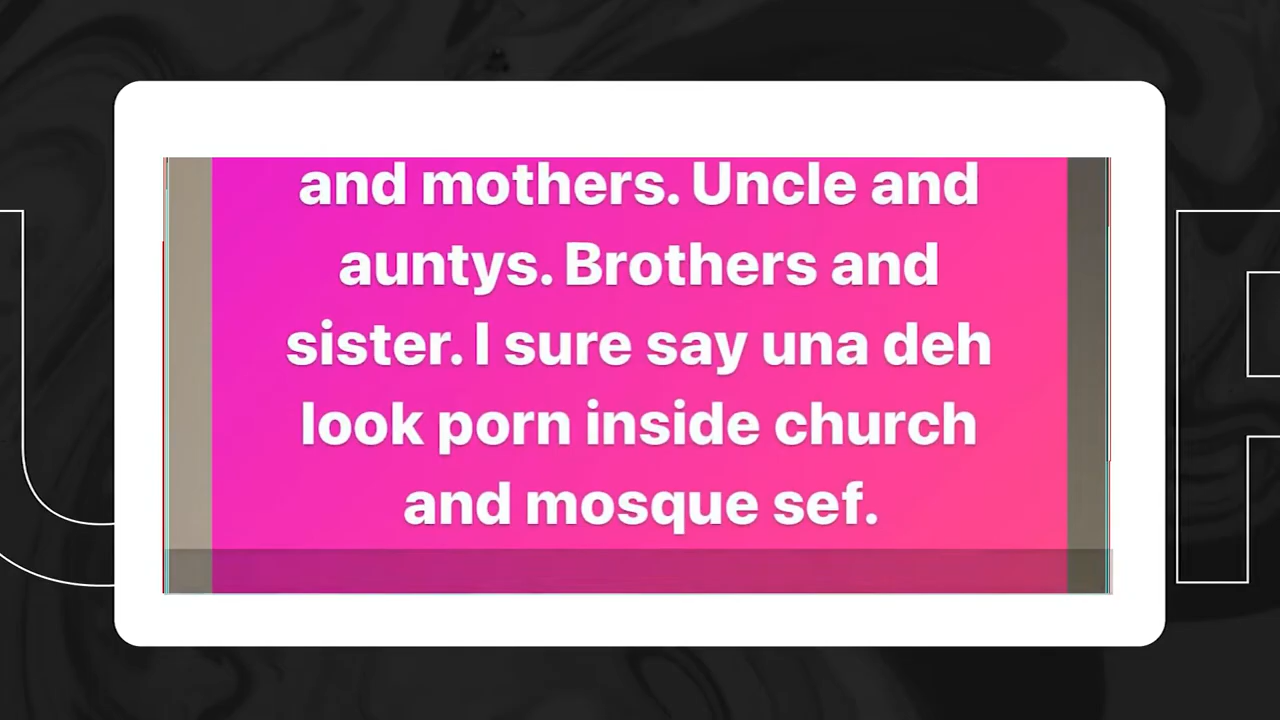 and mothers. Uncle and
auntys. Brothers and
sister. I sure say una deh
look porn inside church
and mosque sef.